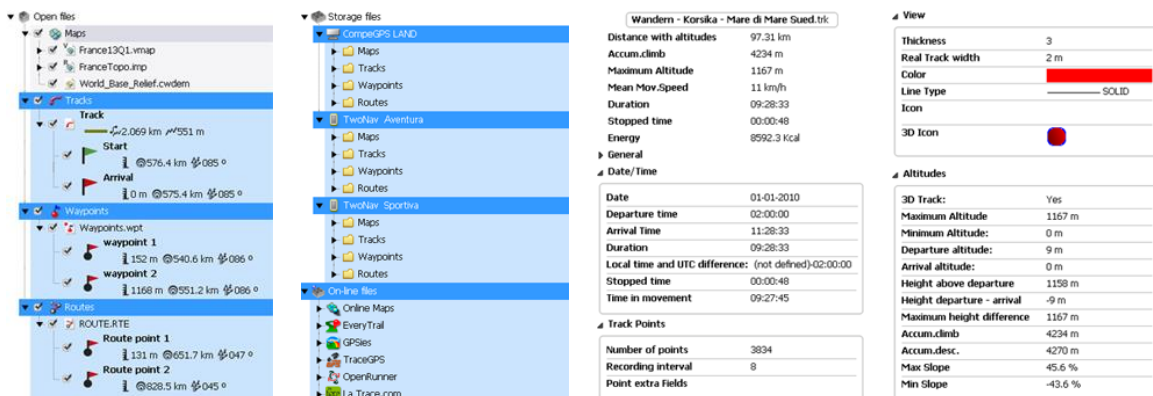 Open files
Maps
France13Q1.vmap
FranceTopo.imp
World_Base_Relief.cwdem
Tracks
Track
2.069 km 551 m
Start
576.4 km 085 º
Arrival
0 m 575.4 km 085 º
Waypoints
Waypoints.wpt
waypoint 1
152 m 540.6 km 086 º
waypoint 2
1168 m 551.2 km 086 º
Routes
ROUTE.RTE
Route point 1
131 m 651.7 km 047 º
Route point 2
828.5 km 045 º
Storage files
CompeGPS LAND
Maps
Tracks
Waypoints
Routes
TwoNav Aventura
Maps
Tracks
Waypoints
Routes
TwoNav Sportiva
Maps
Tracks
Waypoints
Routes
On-line files
Online Maps
EveryTrail
GPSies
TraceGPS
OpenRunner
La Trace.com
Wandern - Korsika - Mare di Mare Sued.trk
Distance with altitudes 97.31 km
Accum.climb 4234 m
Maximum Altitude 1167 m
Mean Mov.Speed 11 km/h
Duration 09:28:33
Stopped time 00:00:48
Energy 8592.3 Kcal
General
Date/Time
Date 01-01-2010
Departure time 02:00:00
Arrival Time 11:28:33
Duration 09:28:33
Local time and UTC difference: (not defined)-02:00:00
Stopped time 00:00:48
Time in movement 09:27:45
Track Points
Number of points 3834
Recording interval 8
Point extra Fields
View
Thickness 3
Real Track width 2 m
Color
Line Type SOLID
Icon
3D Icon
Altitudes
3D Track: Yes
Maximum Altitude 1167 m
Minimum Altitude: 0 m
Departure altitude: 9 m
Arrival altitude: 0 m
Height above departure 1158 m
Height departure - arrival -9 m
Maximum height difference 1167 m
Accum.climb 4234 m
Accum.desc. 4270 m
Max Slope 45.6 %
Min Slope -43.6 %